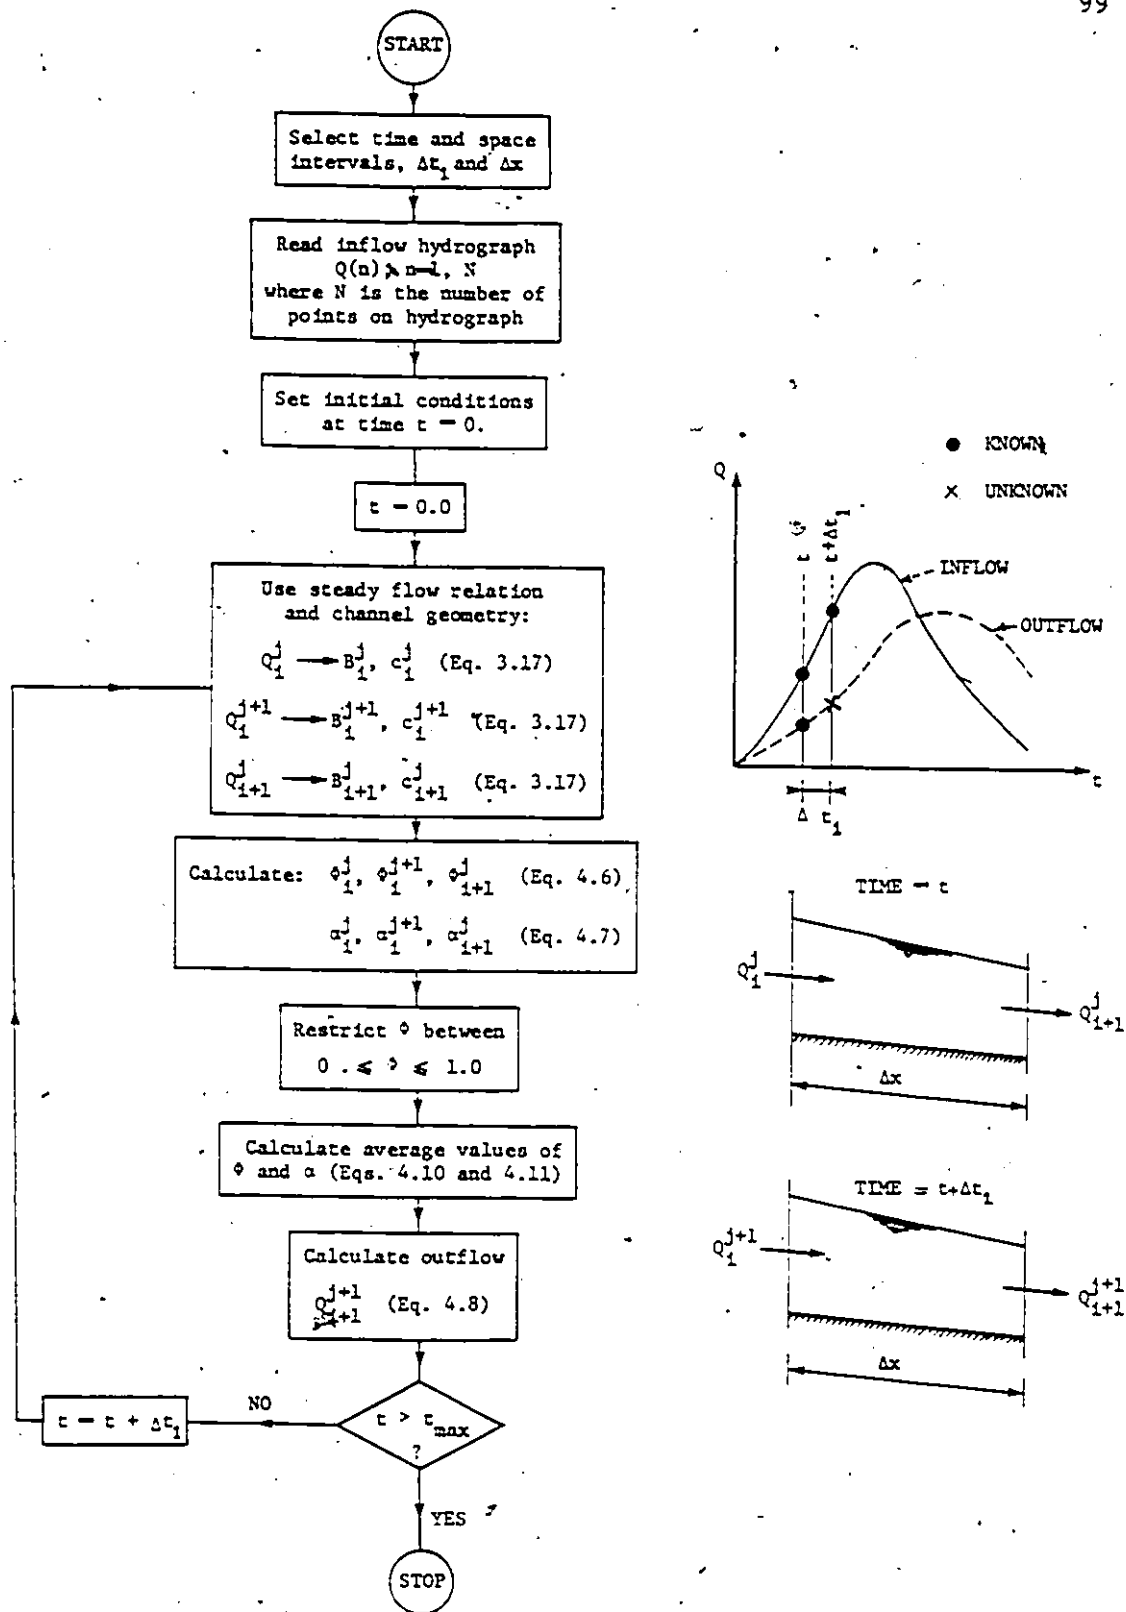 99
START
Select time and space
intervals, Δt₁ and Δx
Read inflow hydrograph
Q(n), n=1, N
where N is the number of
points on hydrograph
Set initial conditions
at time t = 0.
t = 0.0
Use steady flow relation
and channel geometry:
Q_i^j → B_i^j, c_i^j (Eq. 3.17)
Q_i^{j+1} → B_i^{j+1}, c_i^{j+1} (Eq. 3.17)
Q_{i+1}^j → B_{i+1}^j, c_{i+1}^j (Eq. 3.17)
Calculate: Φ_i^j, Φ_i^{j+1}, Φ_{i+1}^j (Eq. 4.6)
α_i^j, α_i^{j+1}, α_{i+1}^j (Eq. 4.7)
Restrict Φ between
0 . ≤ Φ ≤ 1.0
Calculate average values of
Φ and α (Eqs. 4.10 and 4.11)
Calculate outflow
Q_{i+1}^{j+1} (Eq. 4.8)
t > t_max
?
NO
t = t + Δt₁
YES
STOP
● KNOWN
× UNKNOWN
Q
t
t+Δt₁
INFLOW
OUTFLOW
t
Δ t₁
TIME = t
Q_i^j
Q_{i+1}^j
Δx
TIME = t+Δt₁
Q_i^{j+1}
Q_{i+1}^{j+1}
Δx